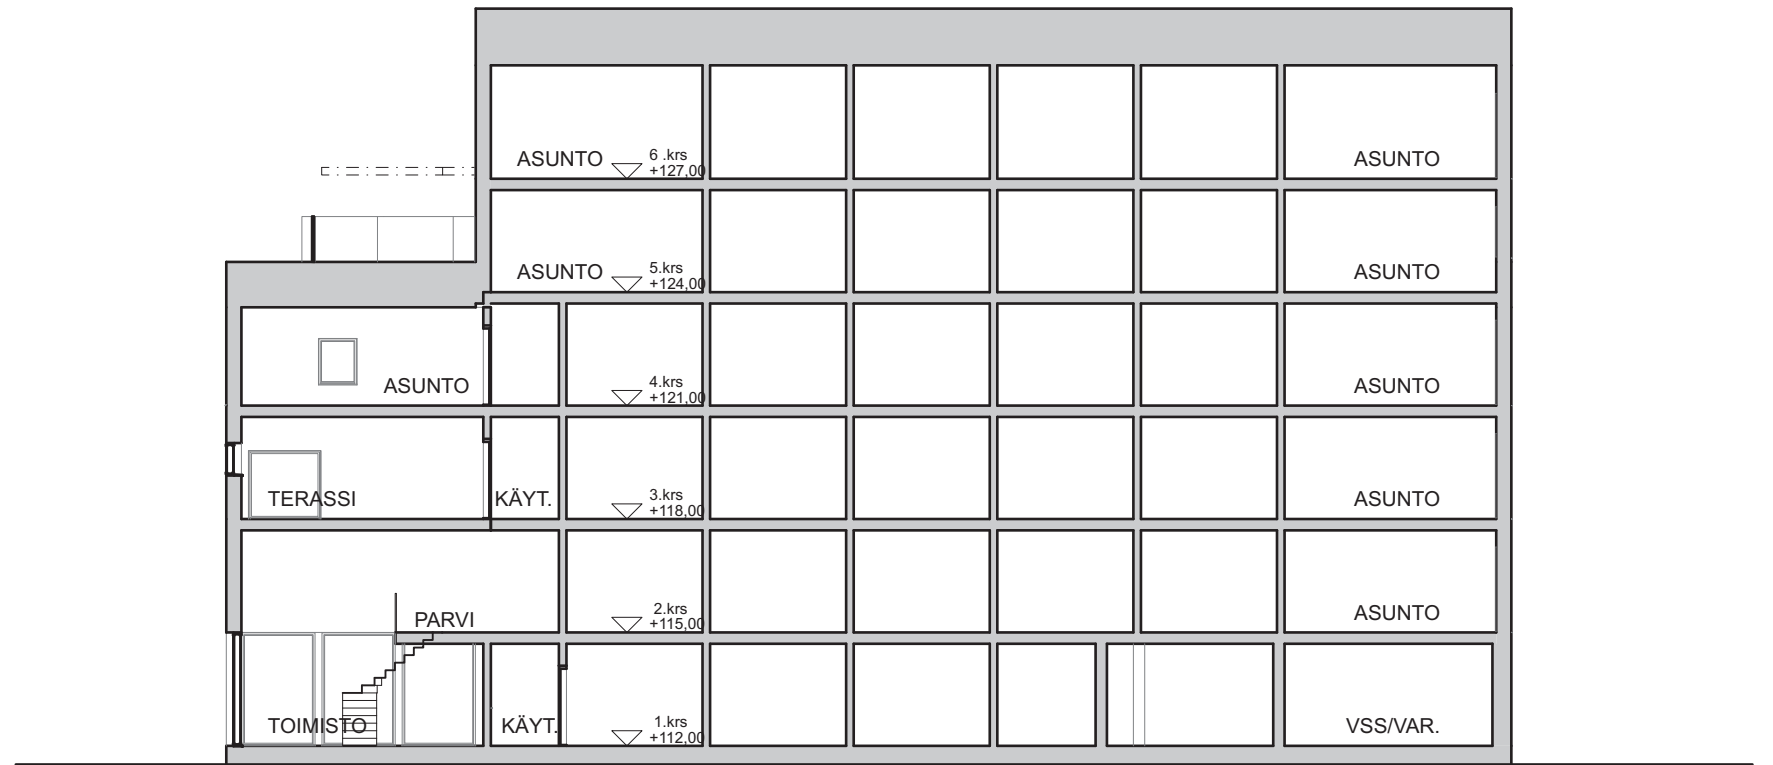 ASUNTO
6 .krs
+127,00
ASUNTO
ASUNTO
5.krs
+124,00
ASUNTO
ASUNTO
4.krs
+121,00
ASUNTO
TERASSI
KÄYT.
3.krs
+118,00
ASUNTO
PARVI
2.krs
+115,00
ASUNTO
TOIMISTO
KÄYT.
1.krs
+112,00
VSS/VAR.